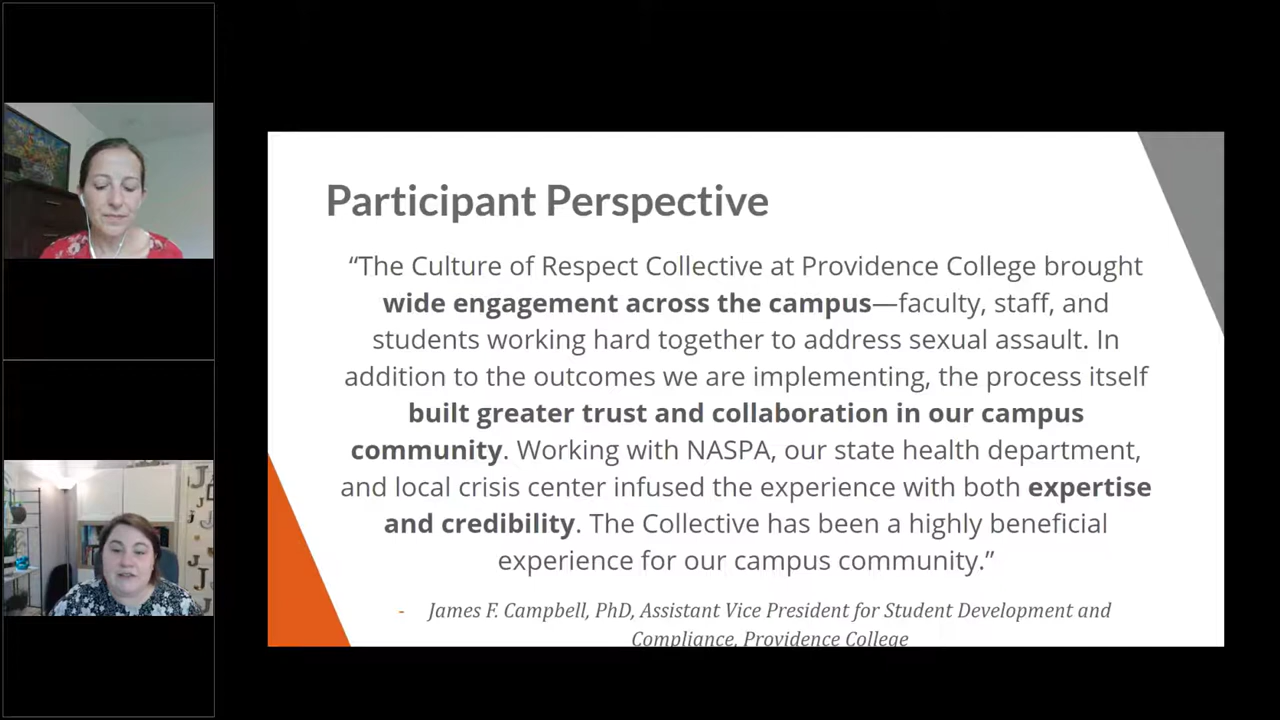 Participant Perspective
“The Culture of Respect Collective at Providence College brought
wide engagement across the campus—faculty, staff, and
students working hard together to address sexual assault. In
addition to the outcomes we are implementing, the process itself
built greater trust and collaboration in our campus
community. Working with NASPA, our state health department,
and local crisis center infused the experience with both expertise
and credibility. The Collective has been a highly beneficial
experience for our campus community.”
- James F. Campbell, PhD, Assistant Vice President for Student Development and
Compliance, Providence College